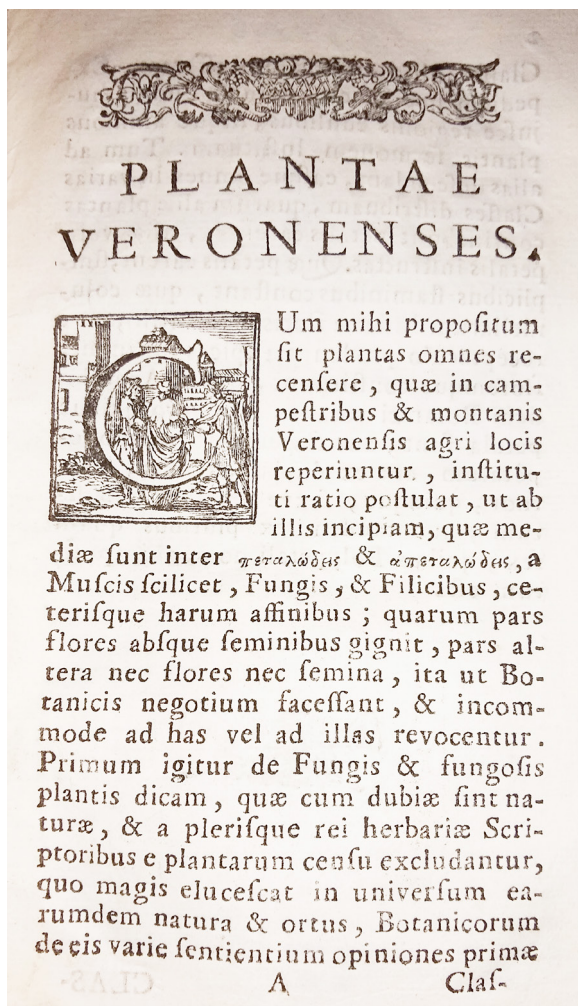 PLANTAE
VERONENSES.
CUm mihi propositum
ſit plantas omnes re-
cenſere, quæ in cam-
peſtribus & montanis
Veronenſis agri locis
reperiuntur, inſtitu-
ti ratio poſtulat, ut ab
illis incipiam, quæ me-
diæ ſunt inter πεταλώδεις & ἀπεταλώδεις, a
Muſcis ſcilicet, Fungis, & Filicibus, ce-
teriſque harum affinibus; quarum pars
flores abſque ſeminibus gignit, pars al-
tera nec flores nec ſemina, ita ut Bo-
tanicis negotium faceſſant, & incom-
mode ad has vel ad illas revocentur.
Primum igitur de Fungis & fungoſis
plantis dicam, quæ cum dubiæ ſint na-
turæ, & a pleriſque rei herbariæ Scri-
ptoribus e plantarum cenſu excludantur,
quo magis eluceſcat in univerſum ea-
rumdem natura & ortus, Botanicorum
de eis varie ſentientium opiniones primæ
A Claſ-